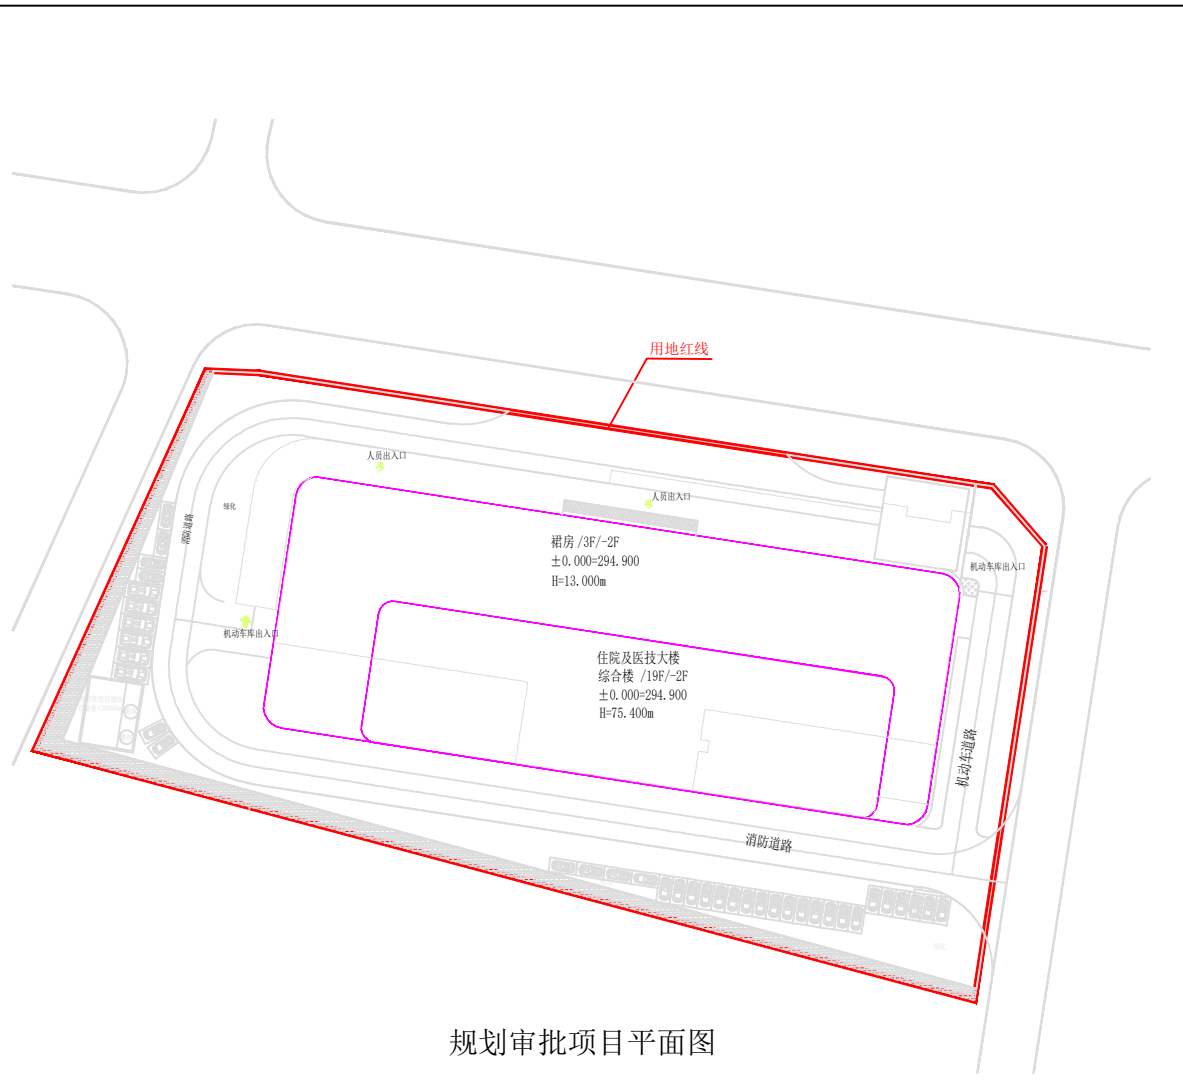 用地红线
人员出入口
人员出入口
绿化
消防道路
裙房 /3F/-2F
±0.000=294.900
H=13.000m
机动车库出入口
机动车库出入口
住院及医技大楼
综合楼 /19F/-2F
±0.000=294.900
H=75.400m
机动车道路
消防道路
绿化
规划审批项目平面图